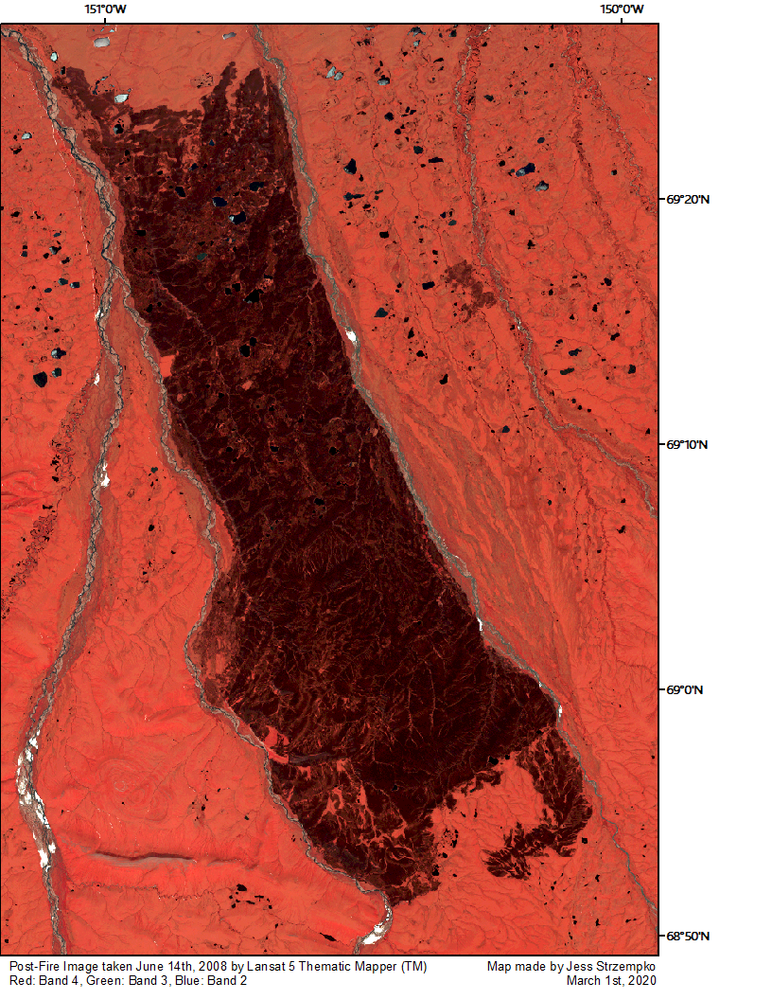 151°0'W 150°0'W
69°20'N
69°10'N
69°0'N
68°50'N
Post-Fire Image taken June 14th, 2008 by Lansat 5 Thematic Mapper (TM) Map made by Jess Strzempko
Red: Band 4, Green: Band 3, Blue: Band 2 March 1st, 2020